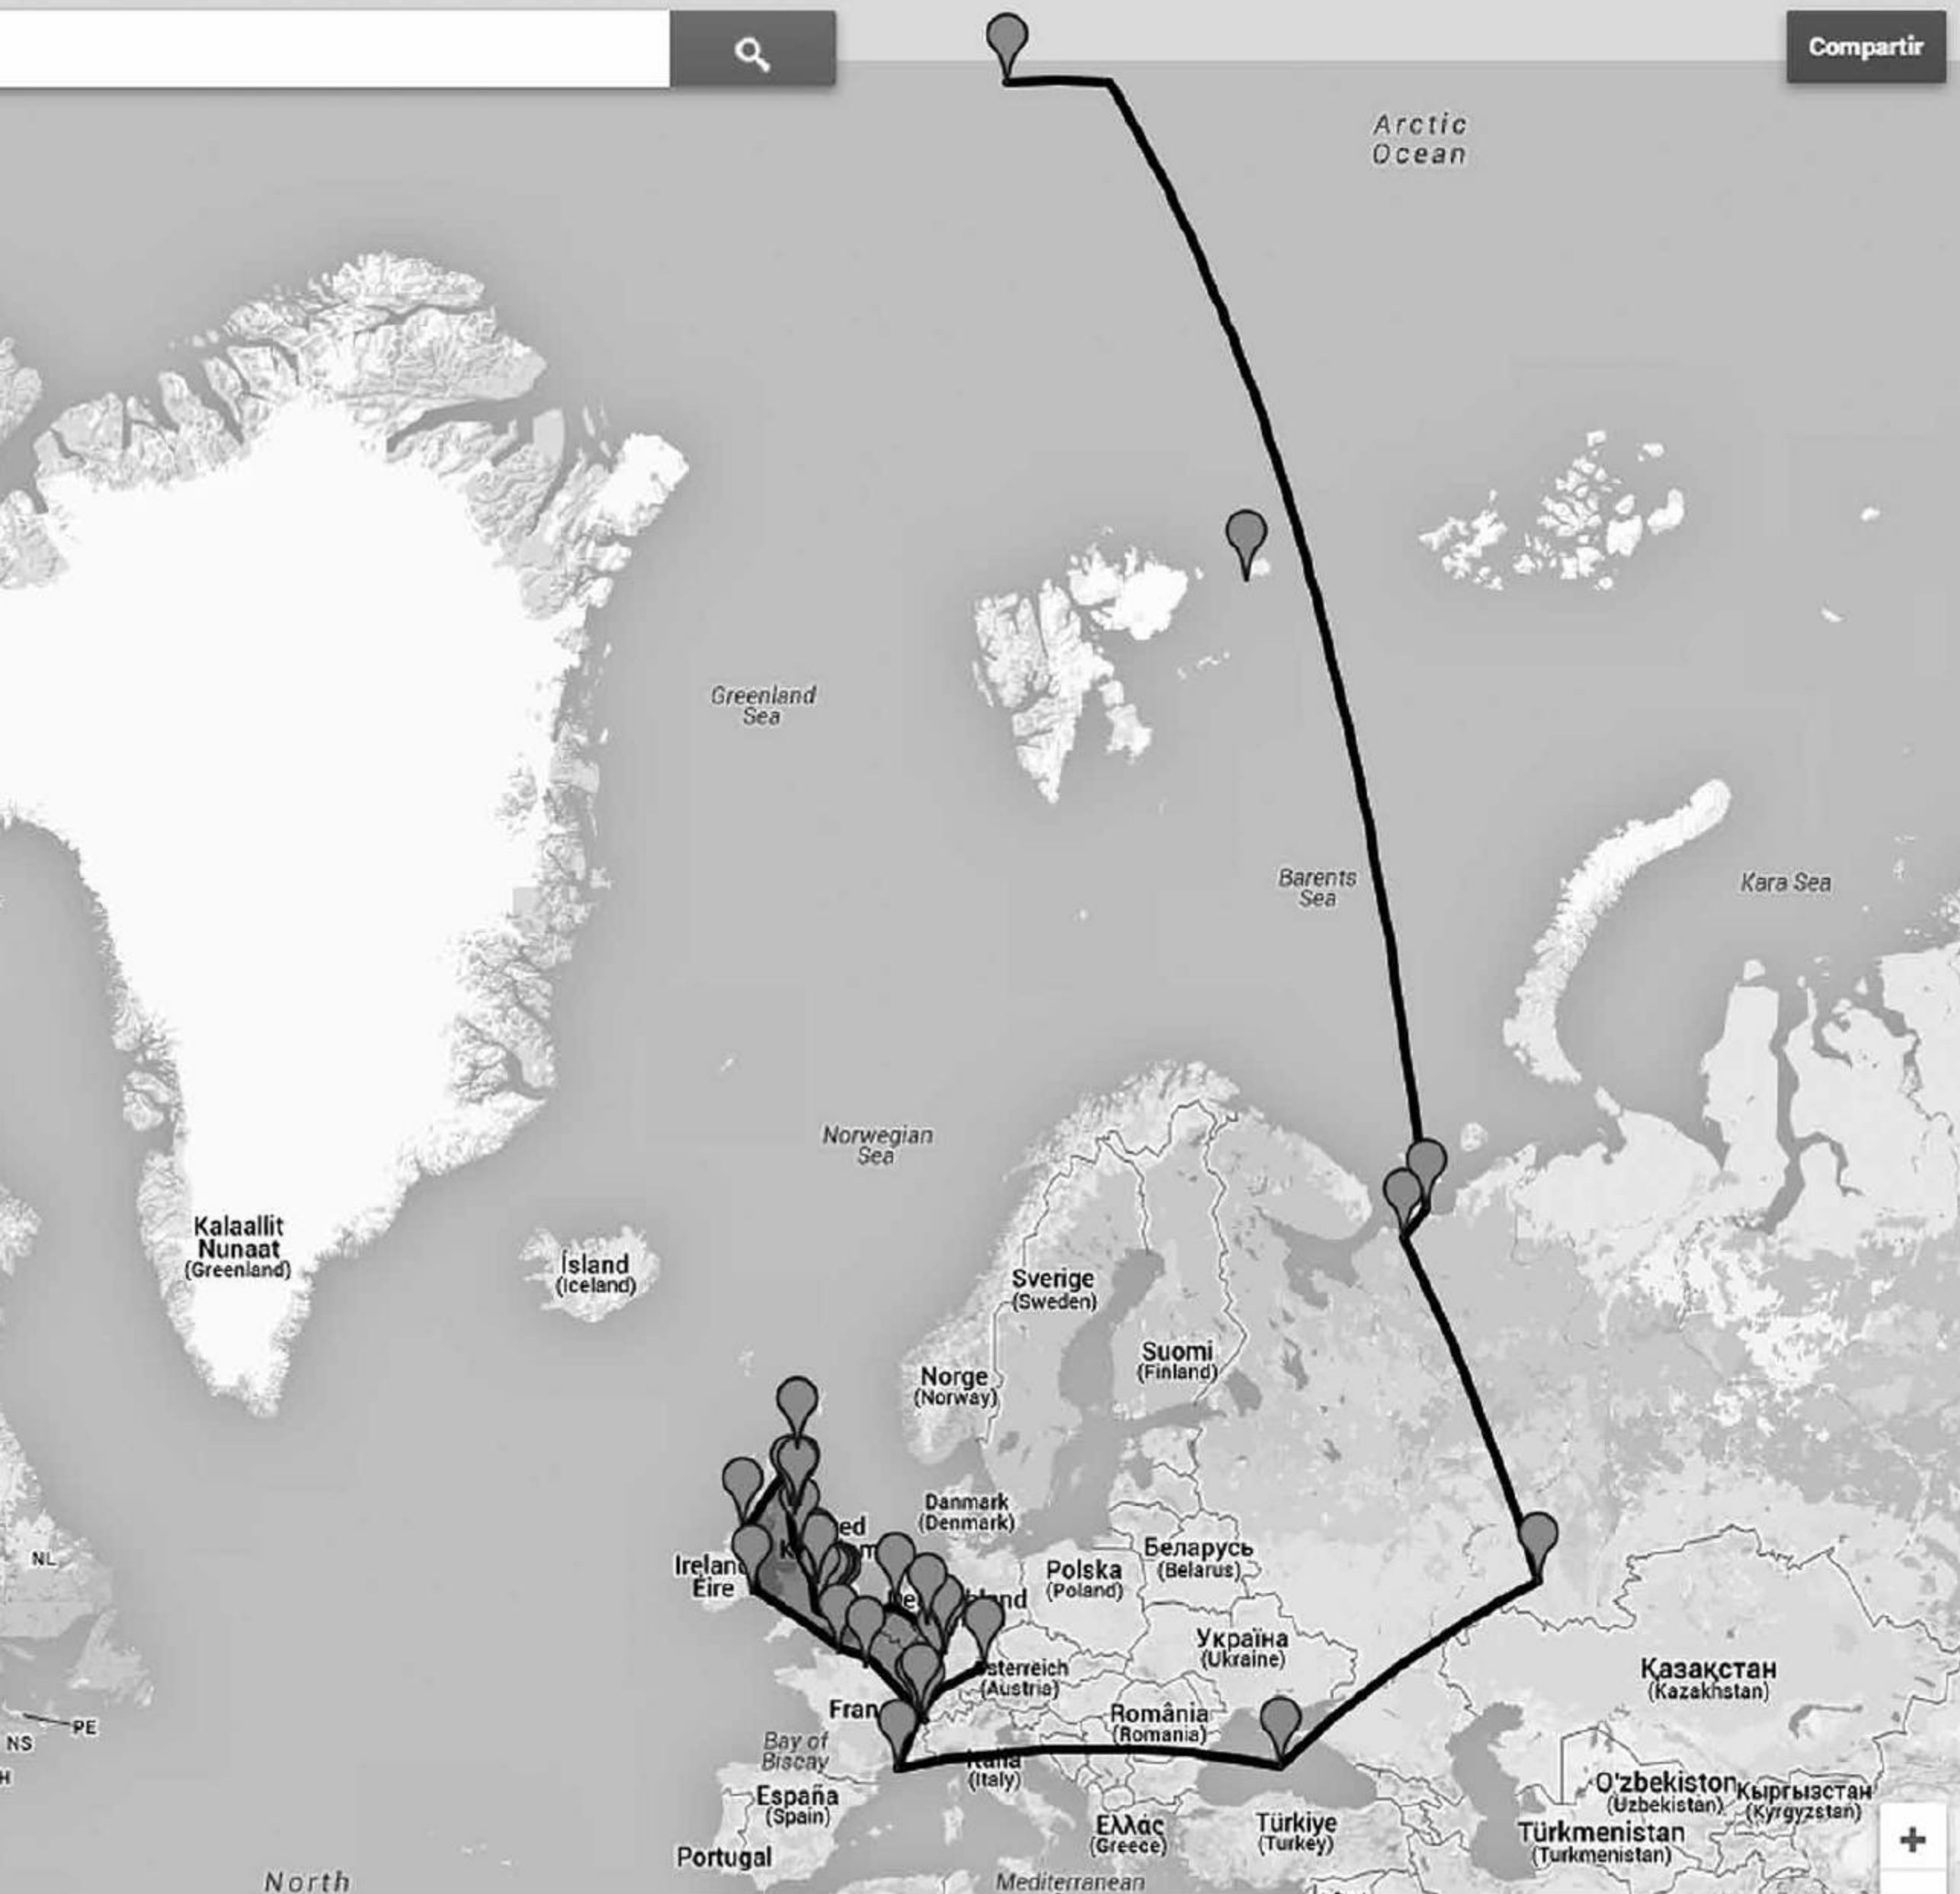 Compartir
Arctic
Ocean
Greenland
Sea
Barents
Sea
Kara Sea
Norwegian
Sea
Kalaallit
Nunaat
(Greenland)
Ísland
(Iceland)
Sverige
(Sweden)
Suomi
(Finland)
Norge
(Norway)
Danmark
(Denmark)
NL
Ireland
Éire
Polska
(Poland)
Беларусь
(Belarus)
Україна
(Ukraine)
Österreich
(Austria)
Қазақстан
(Kazakhstan)
Fran
România
(Romania)
PE
NS
Bay of
Biscay
Italia
(Italy)
España
(Spain)
O'zbekiston
(Uzbekistan)
Кыргызстан
(Kyrgyzstan)
Ελλάς
(Greece)
Türkiye
(Turkey)
Türkmenistan
(Turkmenistan)
Portugal
North
Mediterranean
+